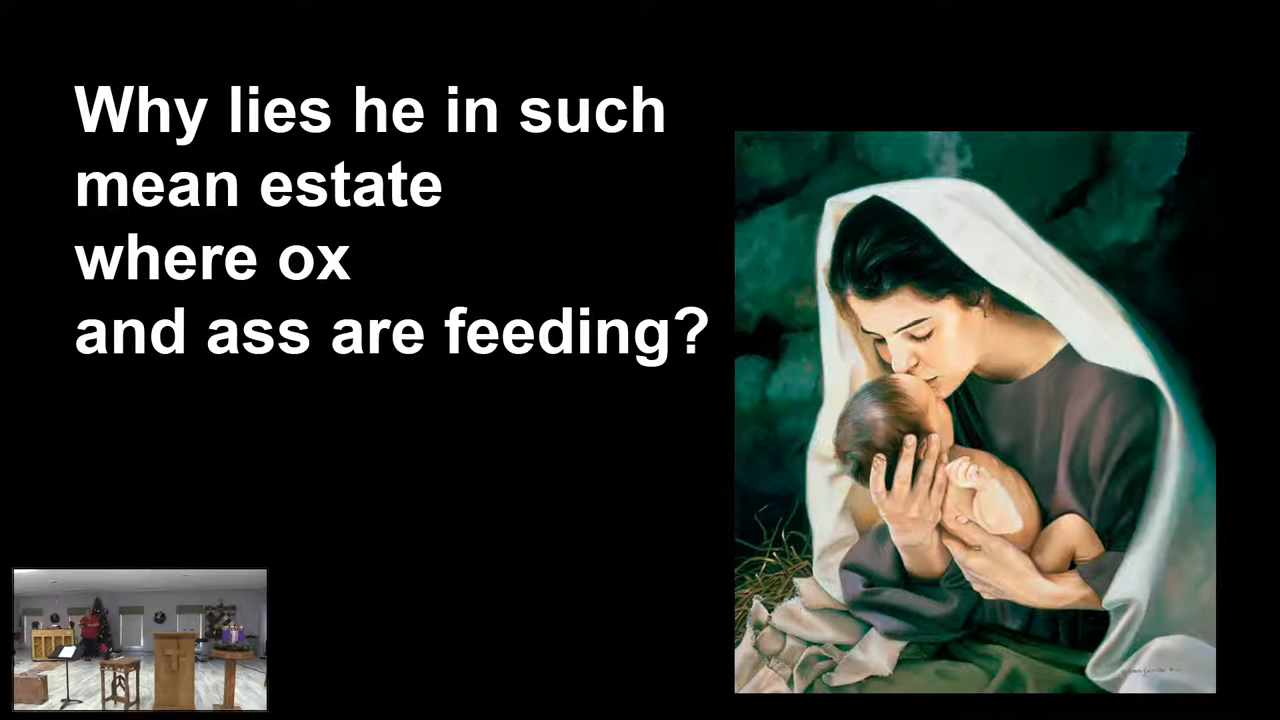 Why lies he in such
mean estate
where ox
and ass are feeding?